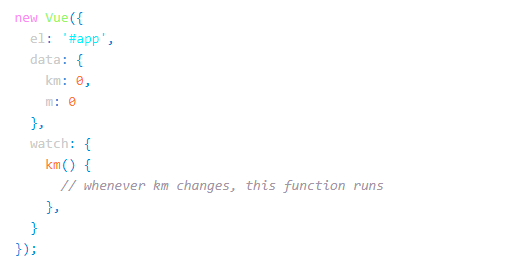 new Vue({
  el: '#app',
  data: {
    km: 0,
    m: 0
  },
  watch: {
    km() {
      // whenever km changes, this function runs
    },
  }
});